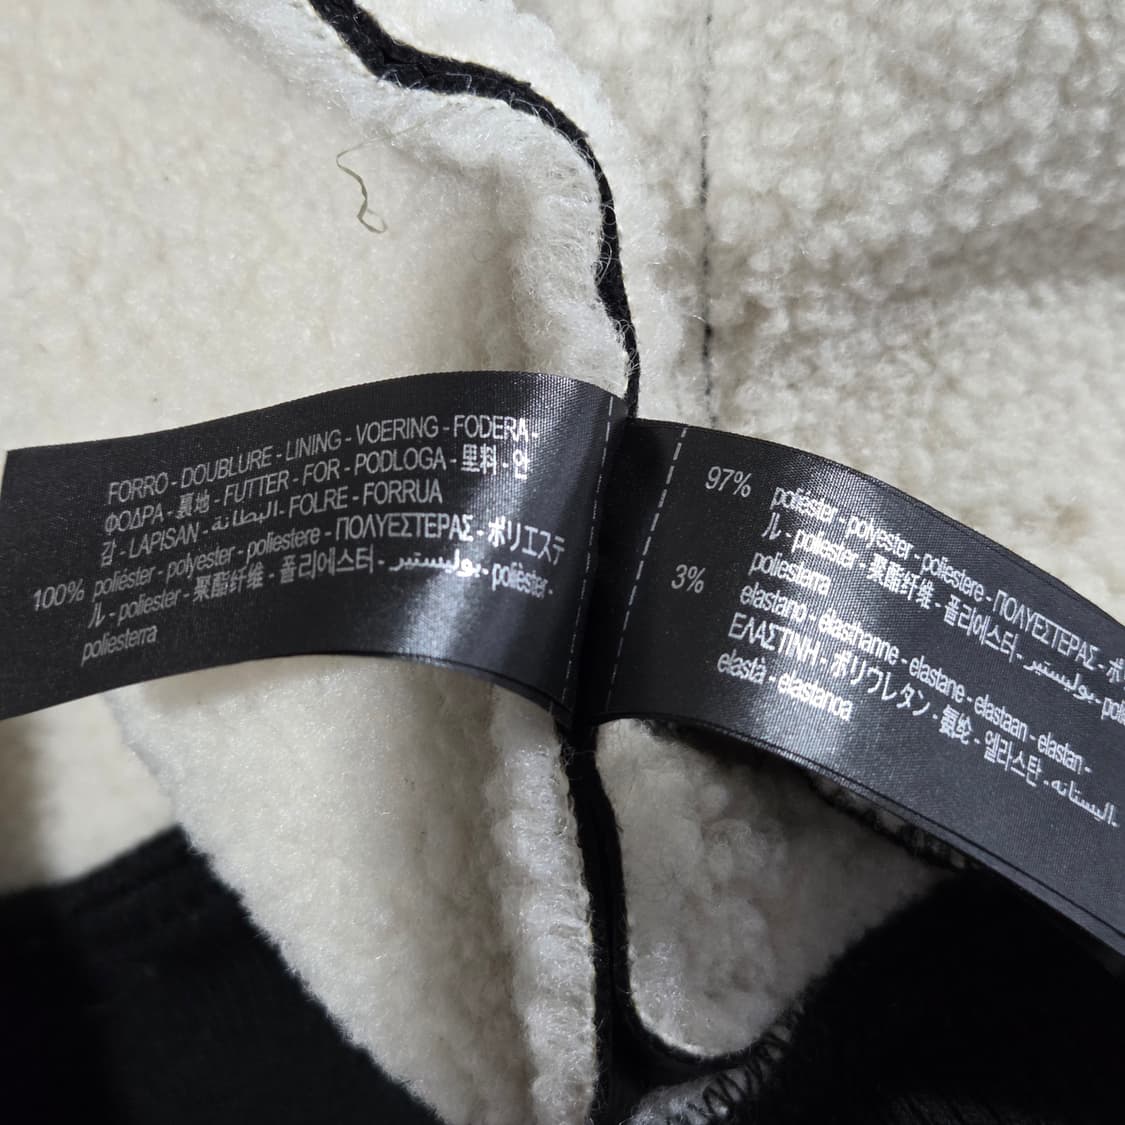 FORRO - DOUBLURE - LINING - VOERING - FODERA -
ΦΟΔΡΑ - 裏地 - FUTTER - FOR - PODLOGA - 里料 - 안
감 - LAPISAN - البطانة - FOLRE - FORRUA
100% poliéster - polyester - poliestere - ΠΟΛΥΕΣΤΕΡΑΣ - ポリエステ
ル - poliester - 聚酯纤维 - 폴리에스터 - بوليستير - polièster -
poliesterra
97% poliéster - polyester - poliestere - ΠΟΛΥΕΣΤΕΡΑΣ - ポ
ル - poliester - 聚酯纤维 - 폴리에스터 - بوليستير - poliè
poliesterra
3% elastano - élasthanne - elastane - elastaan - elastan -
ΕΛΑΣΤΙΝΗ - ポリウレタン - 氨纶 - 엘라스탄 - اليستانه -
elastà - elastanoa